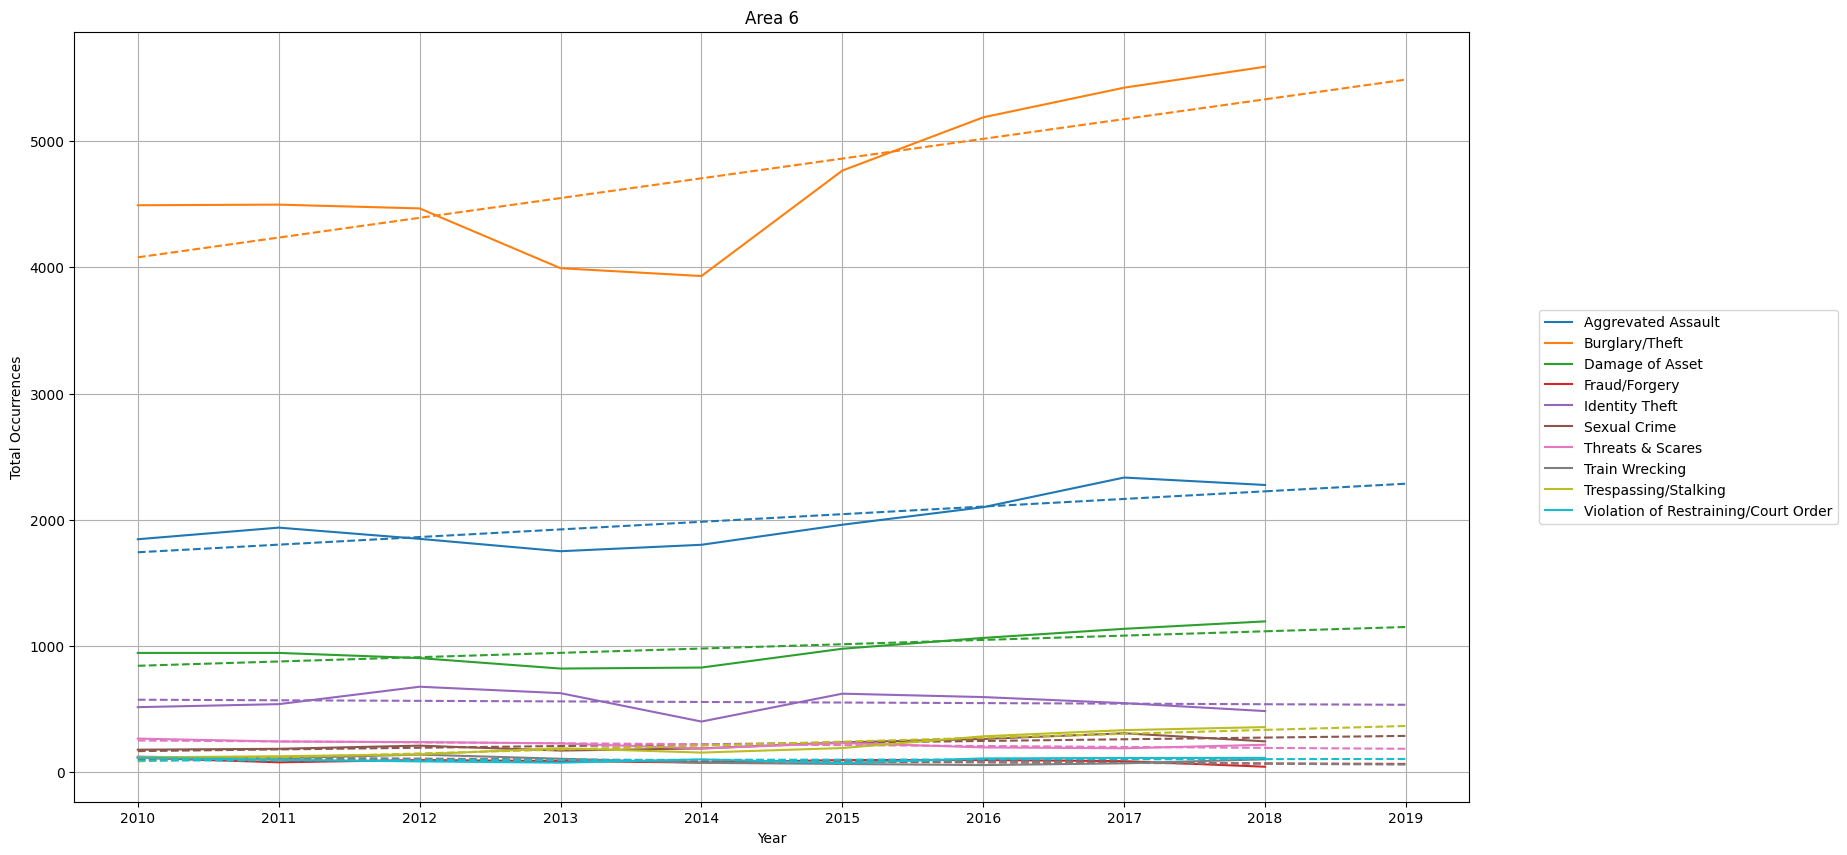 Area 6
Total Occurrences
5000
4000
3000
2000
1000
0
2010 2011 2012 2013 2014 2015 2016 2017 2018 2019
Year
Aggrevated Assault
Burglary/Theft
Damage of Asset
Fraud/Forgery
Identity Theft
Sexual Crime
Threats & Scares
Train Wrecking
Trespassing/Stalking
Violation of Restraining/Court Order